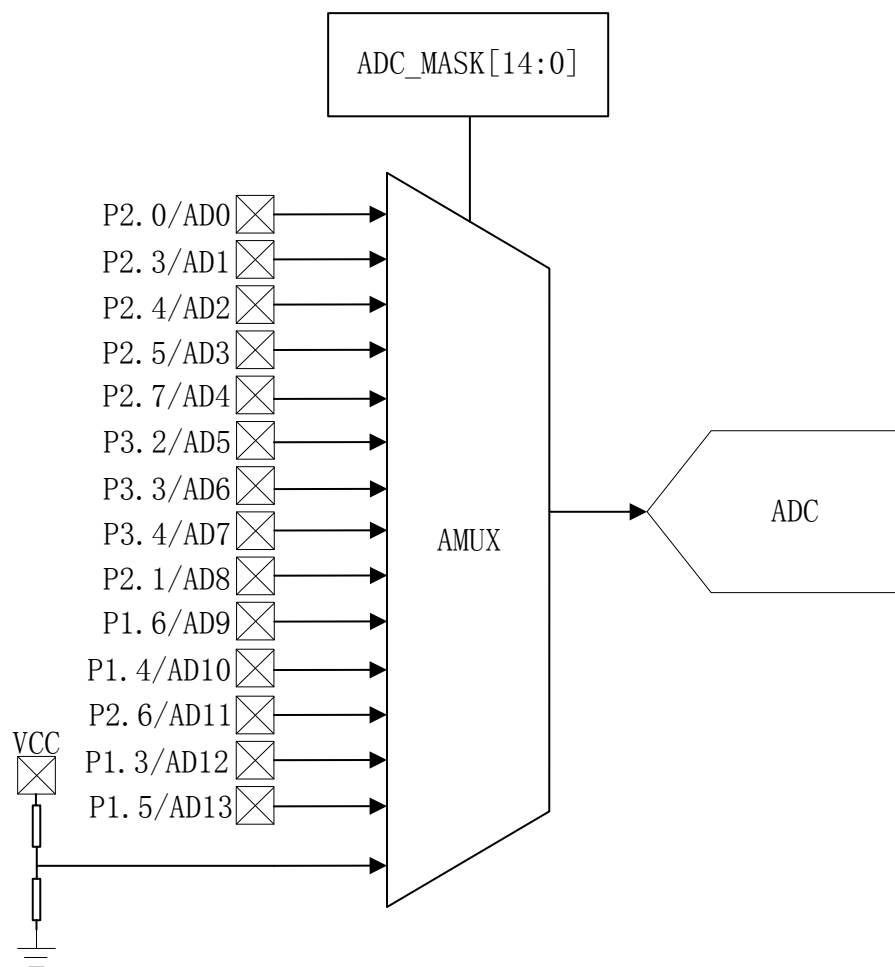 ADC_MASK[14:0]
P2.0/AD0
P2.3/AD1
P2.4/AD2
P2.5/AD3
P2.7/AD4
P3.2/AD5
P3.3/AD6
P3.4/AD7
P2.1/AD8
P1.6/AD9
P1.4/AD10
P2.6/AD11
P1.3/AD12
P1.5/AD13
VCC
AMUX
ADC